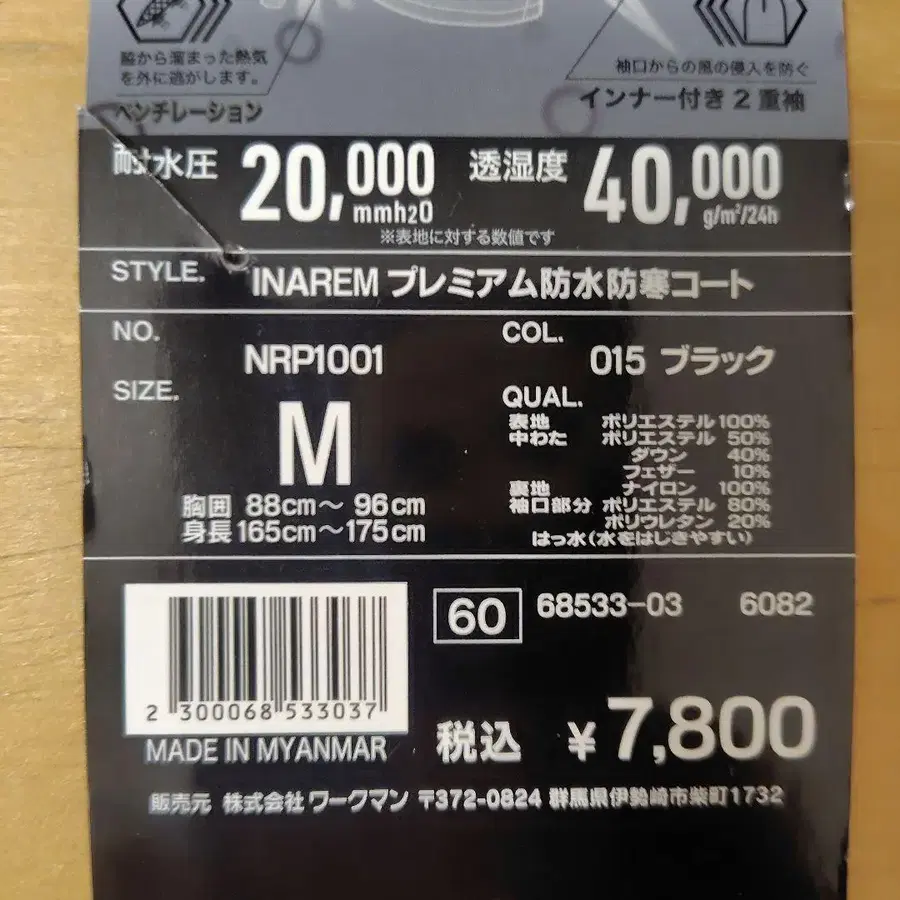 脇から溜まった熱気
を外に逃がします。
ベンチレーション
袖口からの風の侵入を防ぐ
インナー付き2重袖
耐水圧 20,000 mmh2O
透湿度 40,000 g/m²/24h
※表地に対する数値です
STYLE. INAREM プレミアム防水防寒コート
NO. NRP1001
COL. 015 ブラック
SIZE. M
胸囲 88cm〜 96cm
身長 165cm〜175cm
QUAL.
表地 ポリエステル 100%
中わた ポリエステル 50%
ダウン 40%
フェザー 10%
裏地 ナイロン 100%
袖口部分 ポリエステル 80%
ポリウレタン 20%
はっ水(水をはじきやすい)
60 68533-03 6082
2 300068 533037
MADE IN MYANMAR
税込 ¥7,800
販売元 株式会社ワークマン 〒372-0824 群馬県伊勢崎市柴町1732